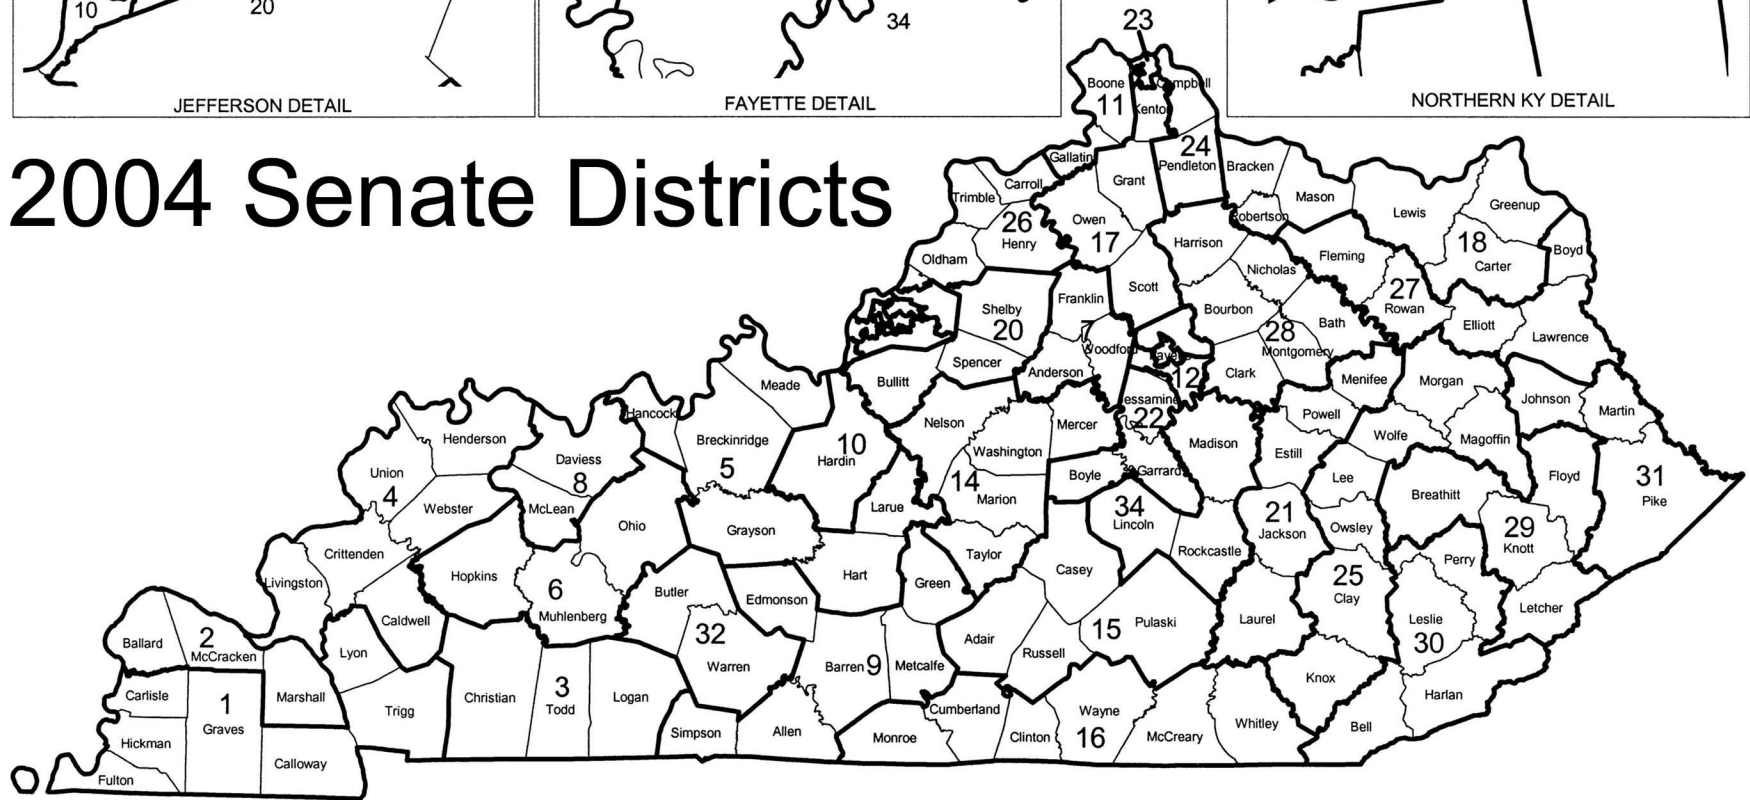 10
20
34
JEFFERSON DETAIL
FAYETTE DETAIL
NORTHERN KY DETAIL
2004 Senate Districts
23
Boone
11
Campbell
Kenton
Gallatin
Grant
24
Pendleton
Bracken
Mason
Robertson
Lewis
Greenup
Trimble
Carroll
26
Henry
Owen
17
Harrison
Fleming
18
Carter
Boyd
Oldham
Nicholas
27
Rowan
Shelby
20
Franklin
7
Scott
Bourbon
Bath
Elliott
Lawrence
Spencer
Woodford
Fayette
28
Montgomery
Bullitt
Anderson
12
Clark
Menifee
Morgan
Johnson
Martin
Meade
Hancock
Jessamine
22
Powell
Nelson
Mercer
Madison
Wolfe
Magoffin
Henderson
Breckinridge
5
10
Hardin
Washington
Estill
Daviess
8
Union
4
Webster
McLean
Ohio
Grayson
Larue
14
Marion
Boyle
Garrard
Lee
Breathitt
Floyd
31
Pike
34
Lincoln
21
Jackson
Owsley
29
Knott
Crittenden
Livingston
Hopkins
6
Muhlenberg
Butler
Edmonson
Hart
Green
Taylor
Casey
Rockcastle
25
Clay
Perry
Letcher
Caldwell
Ballard
2
McCracken
Lyon
32
Warren
Barren
9
Metcalfe
Adair
Russell
15
Pulaski
Laurel
Leslie
30
Carlisle
1
Graves
Marshall
Trigg
Christian
3
Todd
Logan
Simpson
Allen
Monroe
Cumberland
Clinton
Wayne
16
McCreary
Whitley
Knox
Bell
Harlan
Hickman
Fulton
Calloway